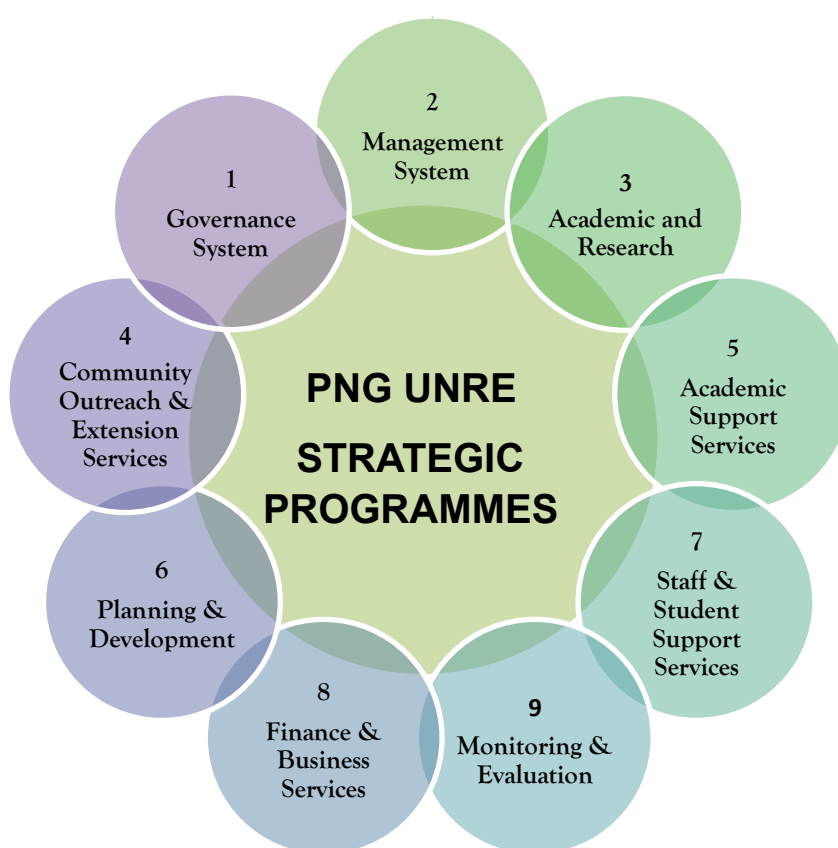 2
Management
System
1
Governance
System
3
Academic and
Research
4
Community
Outreach &
Extension
Services
PNG UNRE
STRATEGIC
PROGRAMMES
5
Academic
Support
Services
6
Planning &
Development
7
Staff &
Student
Support
Services
8
Finance &
Business
Services
9
Monitoring &
Evaluation